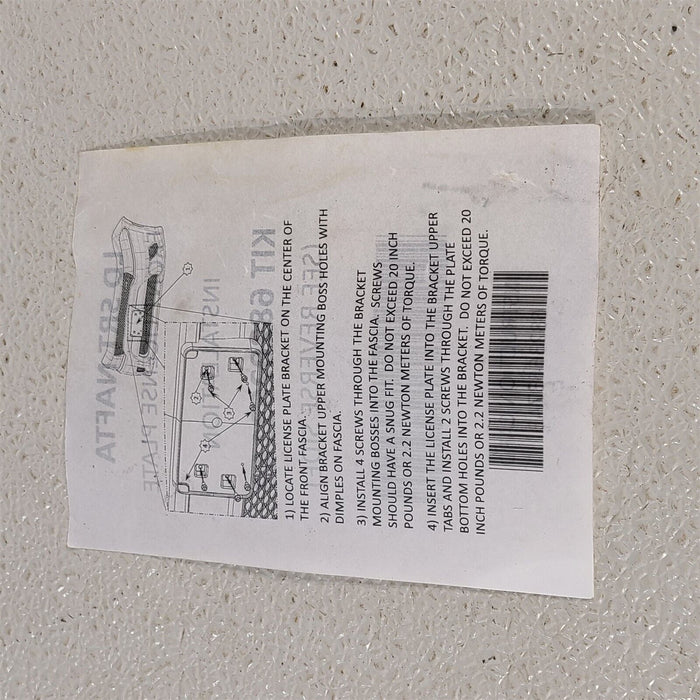 1) LOCATE LICENSE PLATE BRACKET ON THE CENTER OF
THE FRONT FASCIA.
2) ALIGN BRACKET UPPER MOUNTING BOSS HOLES WITH
DIMPLES ON FASCIA.
3) INSTALL 4 SCREWS THROUGH THE BRACKET
MOUNTING BOSSES INTO THE FASCIA. SCREWS
SHOULD HAVE A SNUG FIT. DO NOT EXCEED 20 INCH
POUNDS OR 2.2 NEWTON METERS OF TORQUE.
4) INSERT THE LICENSE PLATE INTO THE BRACKET UPPER
TABS AND INSTALL 2 SCREWS THROUGH THE PLATE
BOTTOM HOLES INTO THE BRACKET. DO NOT EXCEED 20
INCH POUNDS OR 2.2 NEWTON METERS OF TORQUE.